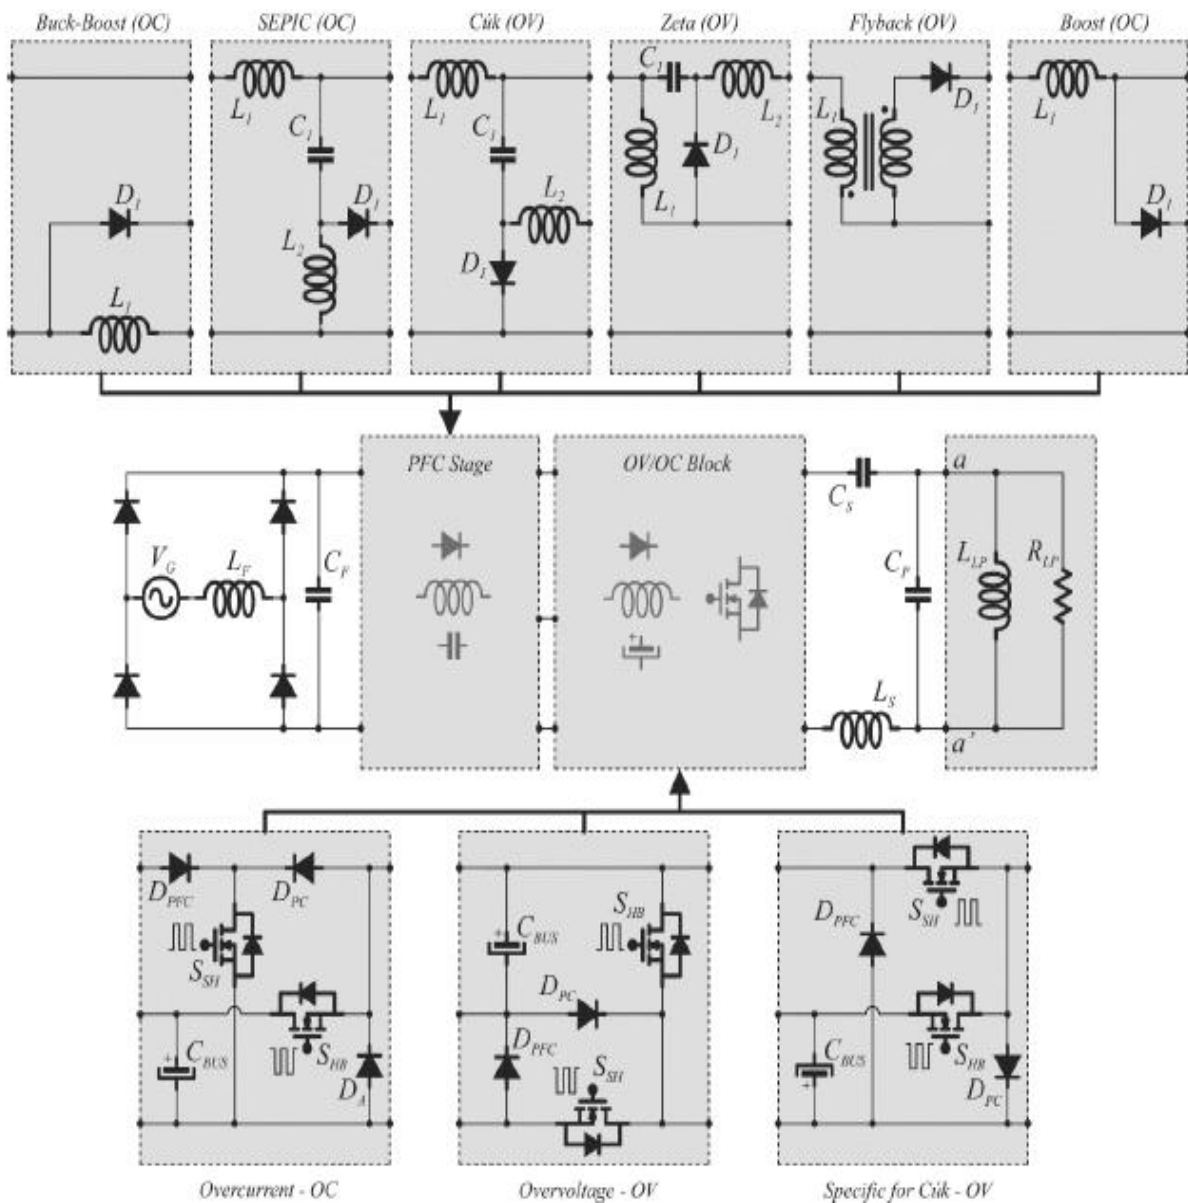 Buck-Boost (OC) SEPIC (OC) Cúk (OV) Zeta (OV) Flyback (OV) Boost (OC)
D1
L1
L1
C1
D1
L2
L1
C1
L2
D1
C1
L2
D1
L1
L1
D1
L1
D1
PFC Stage
OV/OC Block
VG
LF
CF
CS
CP
LS
a
LLP
RLP
a'
DPFC
DPC
SSH
CBUS
SHB
DA
SHB
CBUS
DPC
DPFC
SSH
DPFC
SSH
CBUS
SHB
DPC
Overcurrent - OC Overvoltage - OV Specific for Cúk - OV